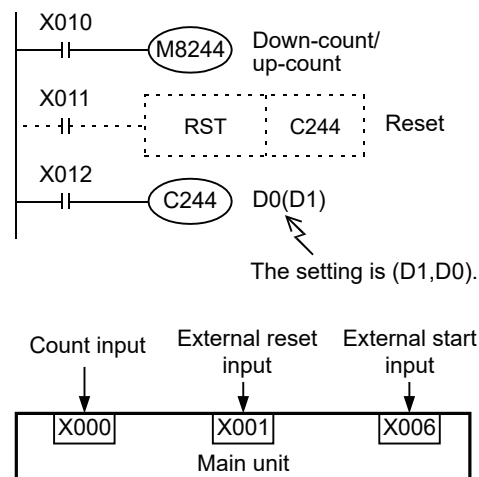 X010
M8244 Down-count/
up-count
X011
RST C244 Reset
X012
C244 D0(D1)
The setting is (D1,D0).
Count input
External reset
input
External start
input
X000 X001 X006
Main unit